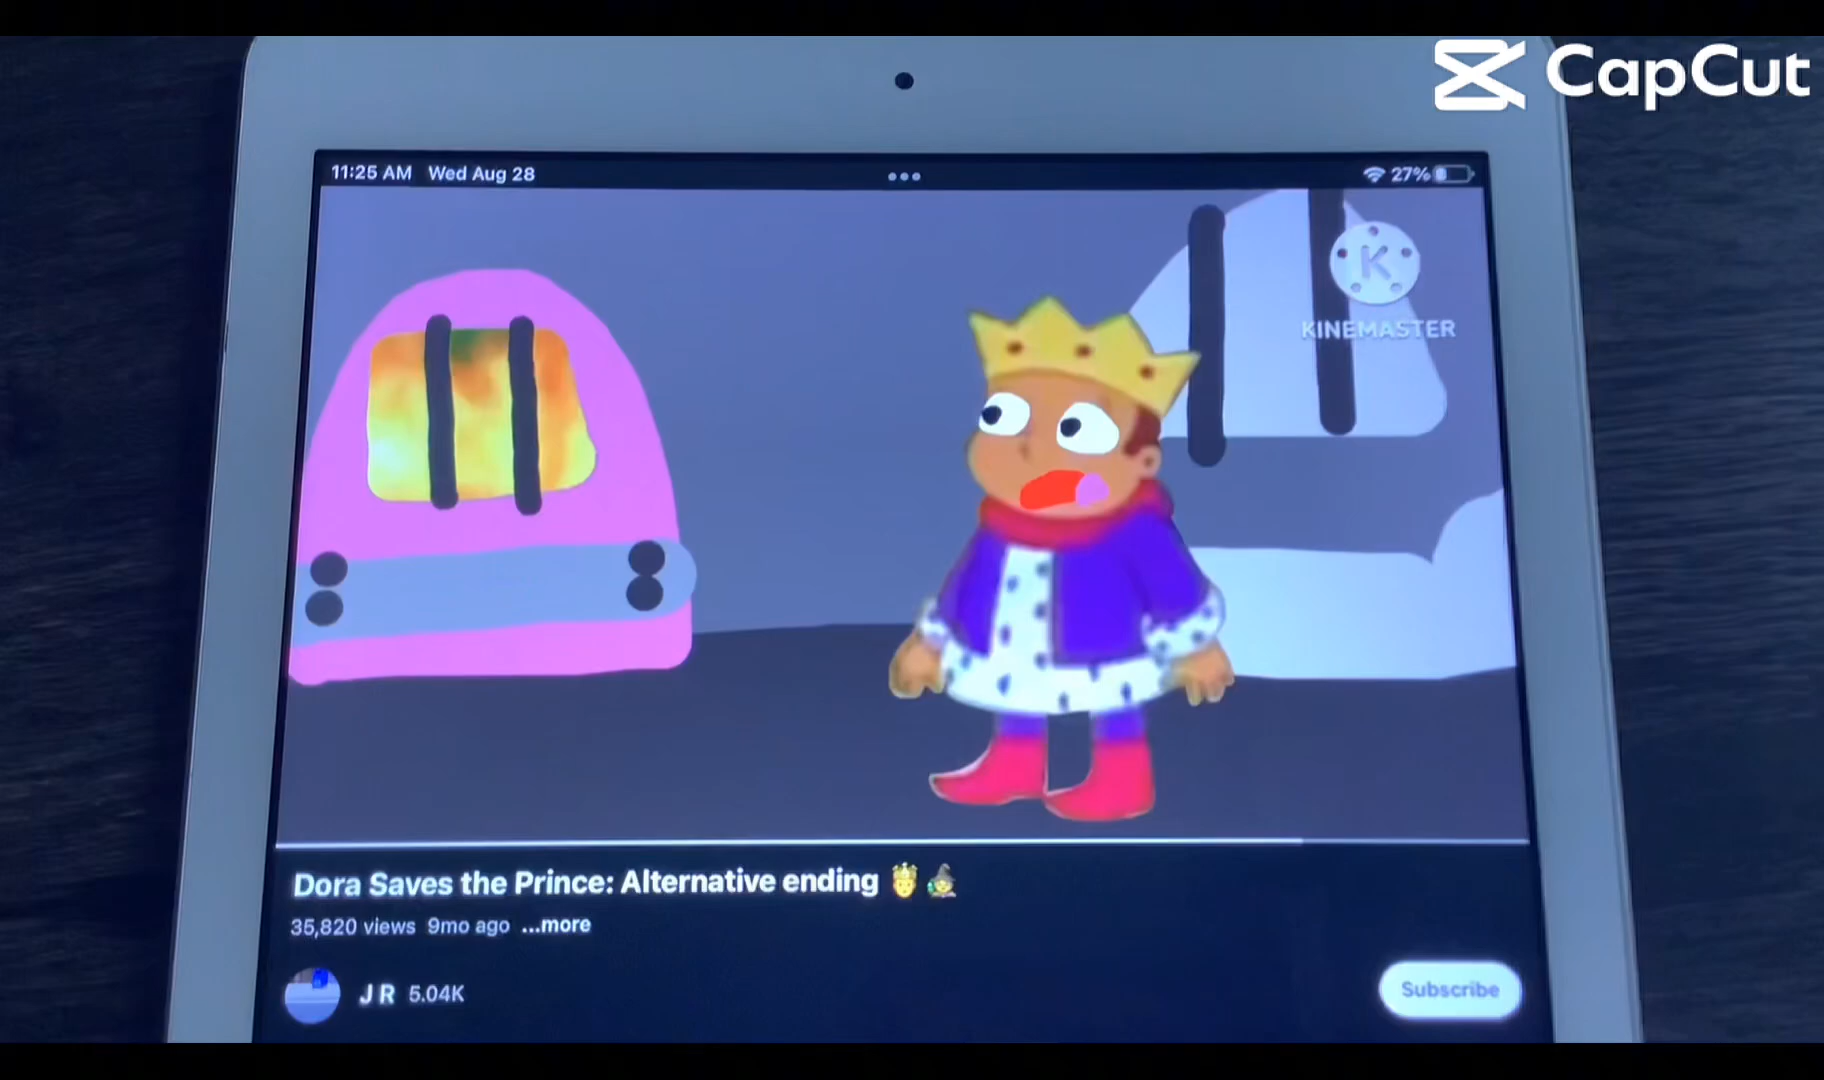 CapCut
11:25 AM Wed Aug 28
27%
K
KINEMASTER
Dora Saves the Prince: Alternative ending 🤴🧙
35,820 views 9mo ago ...more
J R 5.04K
Subscribe